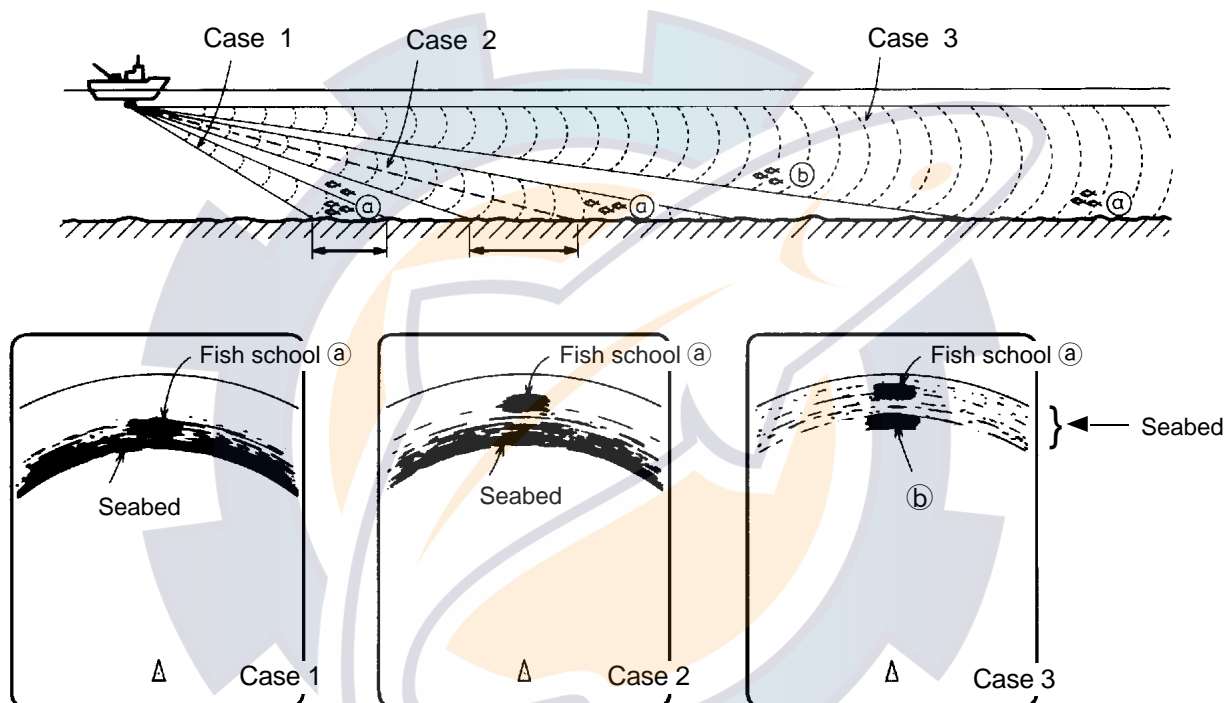 Case 1
Case 2
Case 3
ⓑ
ⓐ
ⓐ
ⓐ
Fish school ⓐ
Seabed
Case 1
Fish school ⓐ
Seabed
Case 2
Fish school ⓐ
Seabed
ⓑ
Case 3